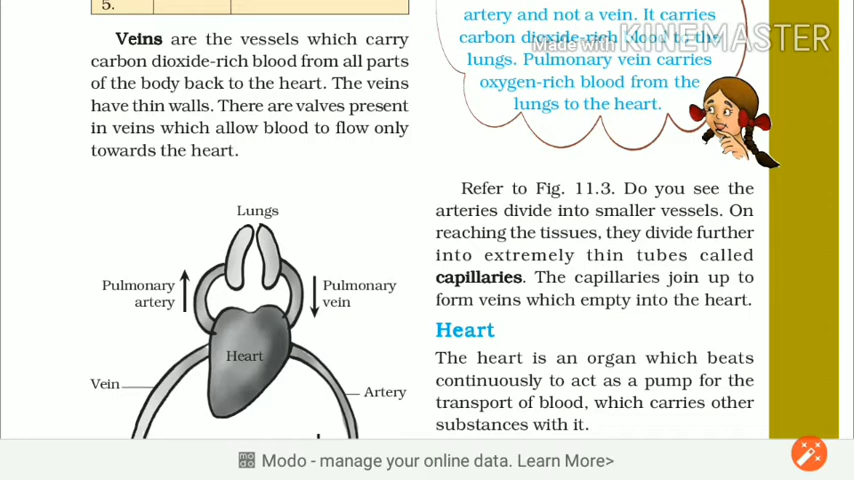 5.
Veins are the vessels which carry
carbon dioxide-rich blood from all parts
of the body back to the heart. The veins
have thin walls. There are valves present
in veins which allow blood to flow only
towards the heart.
Lungs
Pulmonary
artery
Pulmonary
vein
Heart
Vein
Artery
artery and not a vein. It carries
carbon dioxide-rich blood to the
lungs. Pulmonary vein carries
oxygen-rich blood from the
lungs to the heart.
Made with KINEMASTER
Refer to Fig. 11.3. Do you see the
arteries divide into smaller vessels. On
reaching the tissues, they divide further
into extremely thin tubes called
capillaries. The capillaries join up to
form veins which empty into the heart.
Heart
The heart is an organ which beats
continuously to act as a pump for the
transport of blood, which carries other
substances with it.
Modo - manage your online data. Learn More>